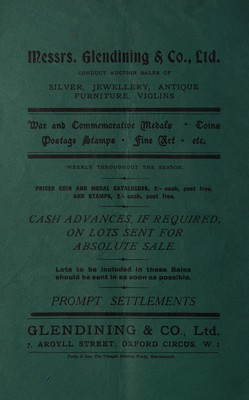 Messrs. Glendining & Co., Ltd.
CONDUCT AUCTION SALES OF
SILVER, JEWELLERY, ANTIQUE
FURNITURE, VIOLINS
War and Commemorative Medals · Coins
Postage Stamps · Fine Art · etc.
WEEKLY THROUGHOUT THE SEASON.
PRICED COIN AND MEDAL CATALOGUES, 2/- each, post free,
AND STAMPS, 2/- each, post free.
CASH ADVANCES, IF REQUIRED,
ON LOTS SENT FOR
ABSOLUTE SALE.
Lots to be included in these Sales
should be sent in as soon as possible.
PROMPT SETTLEMENTS
GLENDINING & CO., Ltd.
7, ARGYLL STREET, OXFORD CIRCUS, W. 1